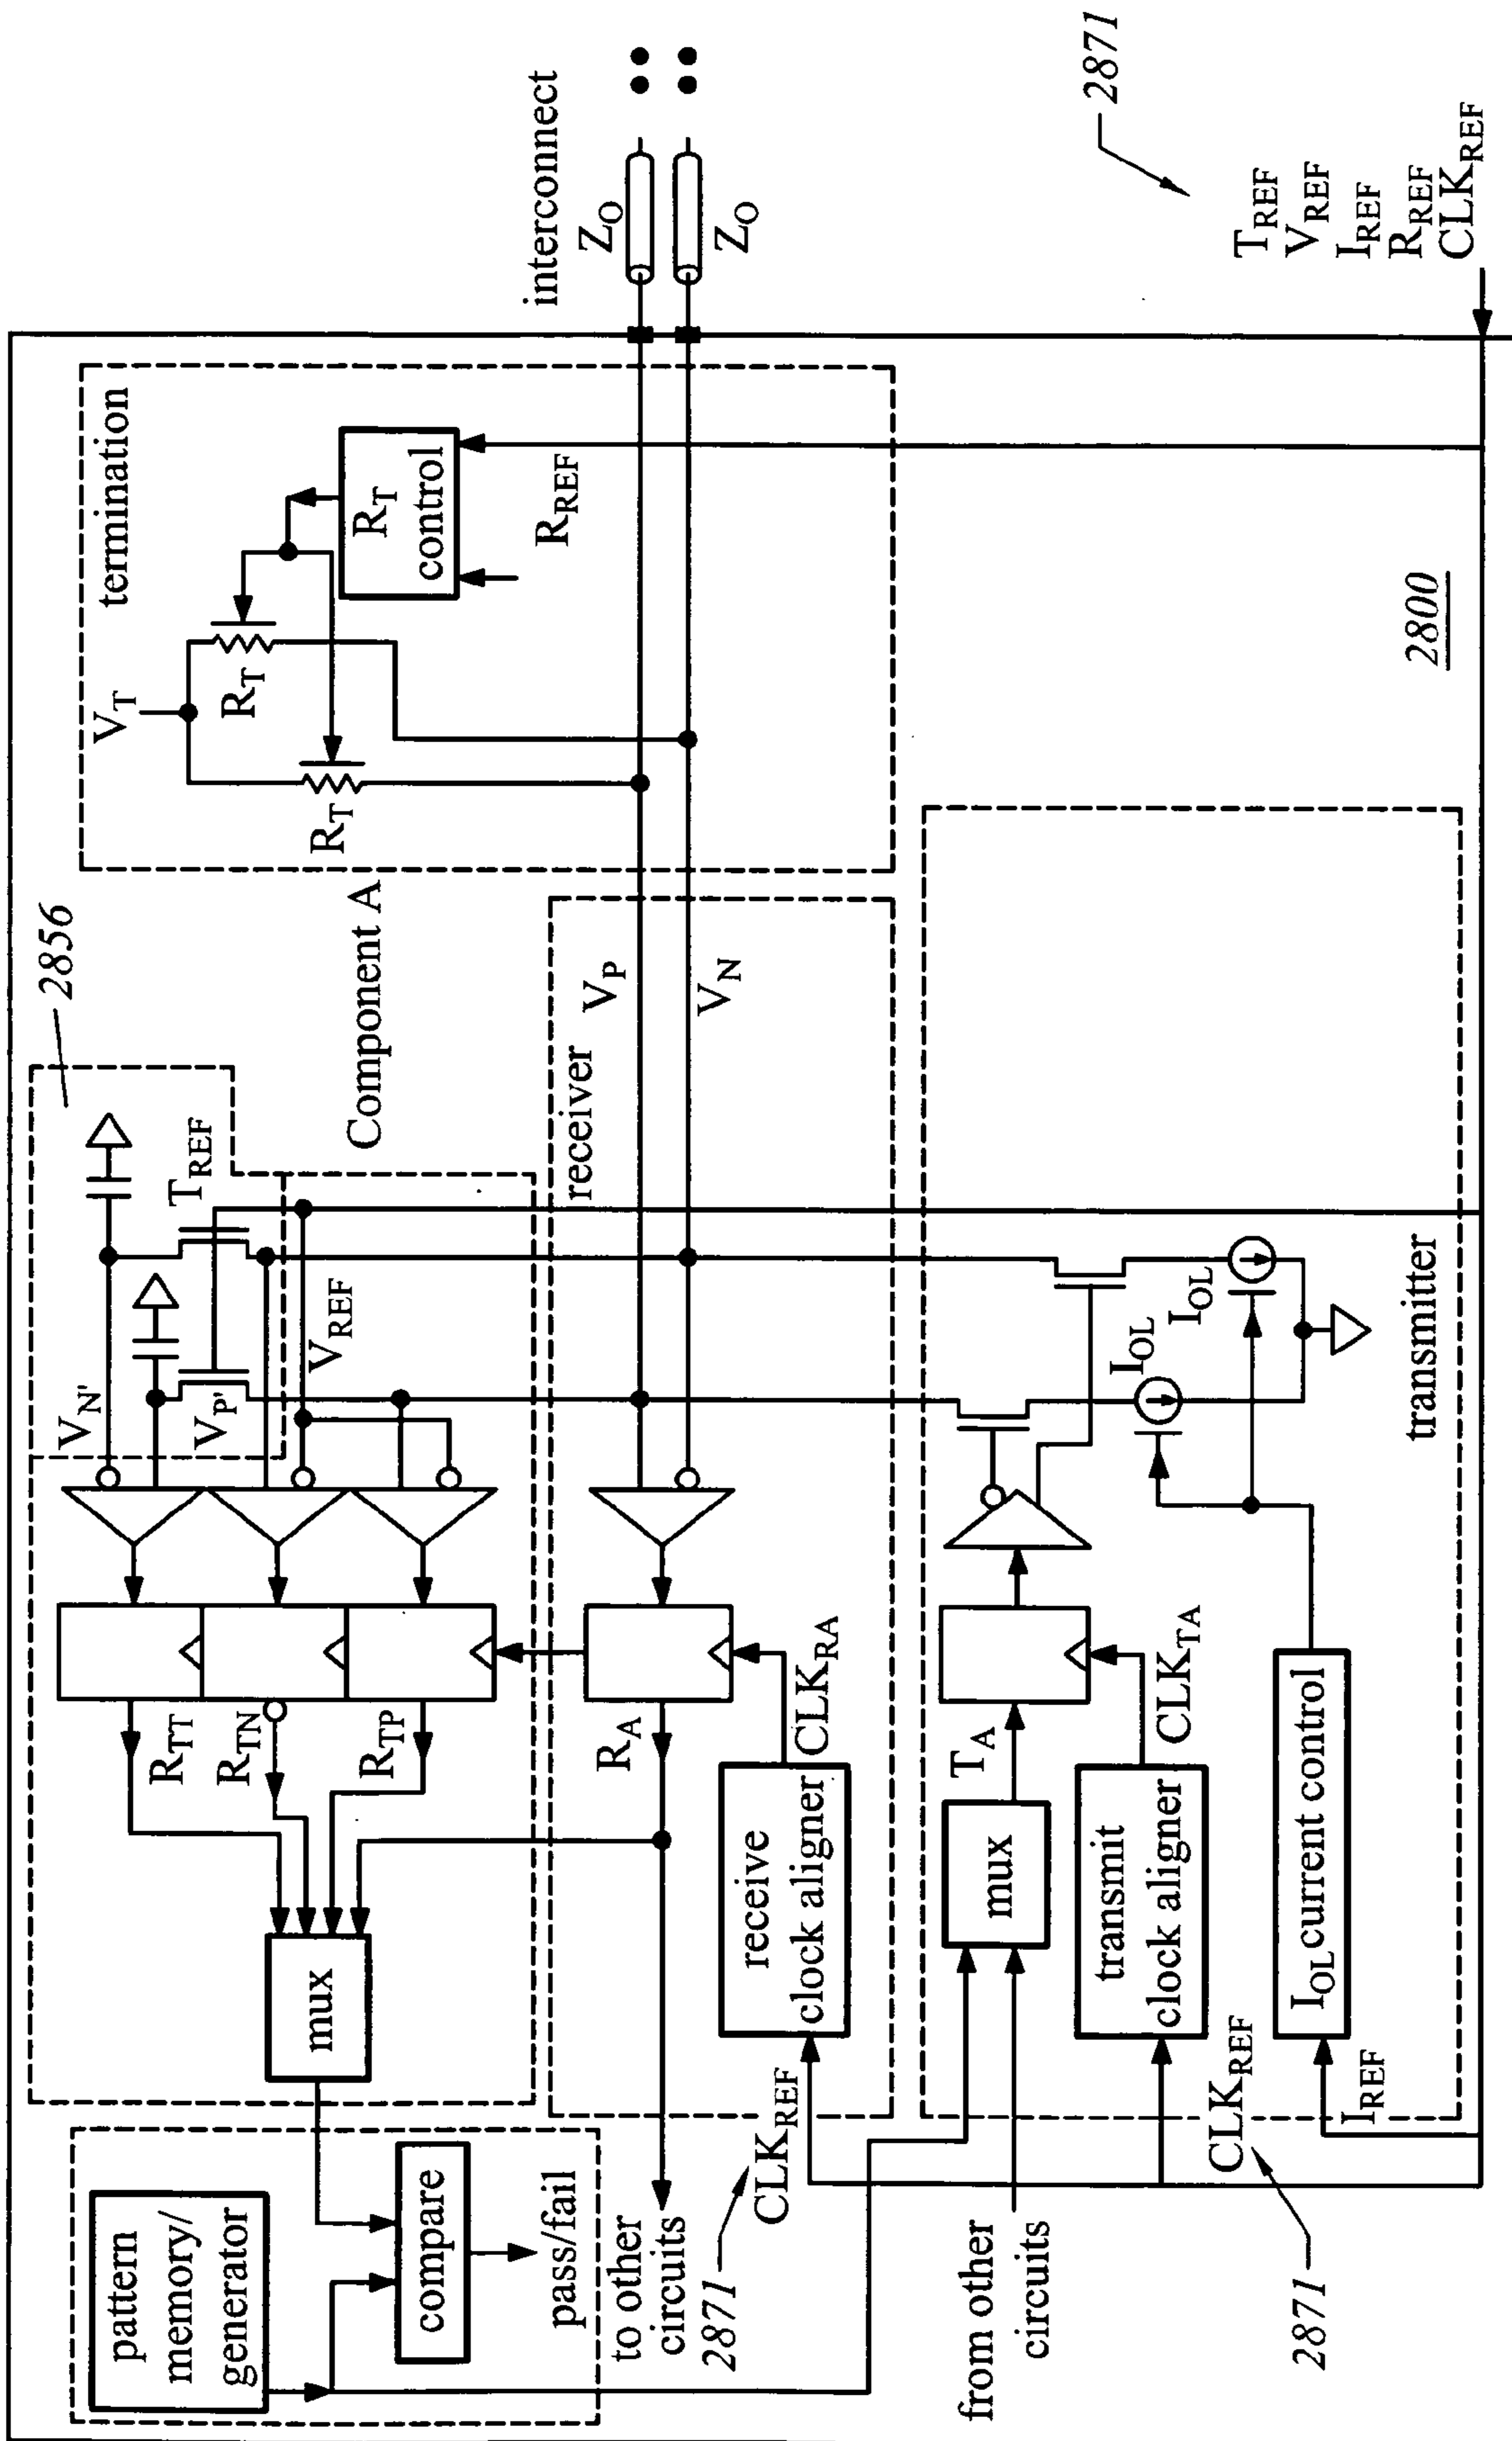 pattern
memory/
generator
compare
pass/fail
mux
R_TT
R_TN
R_TP
V_N'
V_P'
V_REF
T_REF
2856
Component A
termination
V_T
R_T
R_T
R_T
control
R_REF
interconnect
Z_O
Z_O
to other
circuits
2871
CLK_REF
receiver
R_A
CLK_RA
receive
clock aligner
V_P
V_N
from other
circuits
2871
CLK_REF
I_REF
mux
T_A
transmit
clock aligner
CLK_TA
I_OL current control
I_OL
I_OL
transmitter
2800
2871
T_REF
V_REF
I_REF
R_REF
CLK_REF